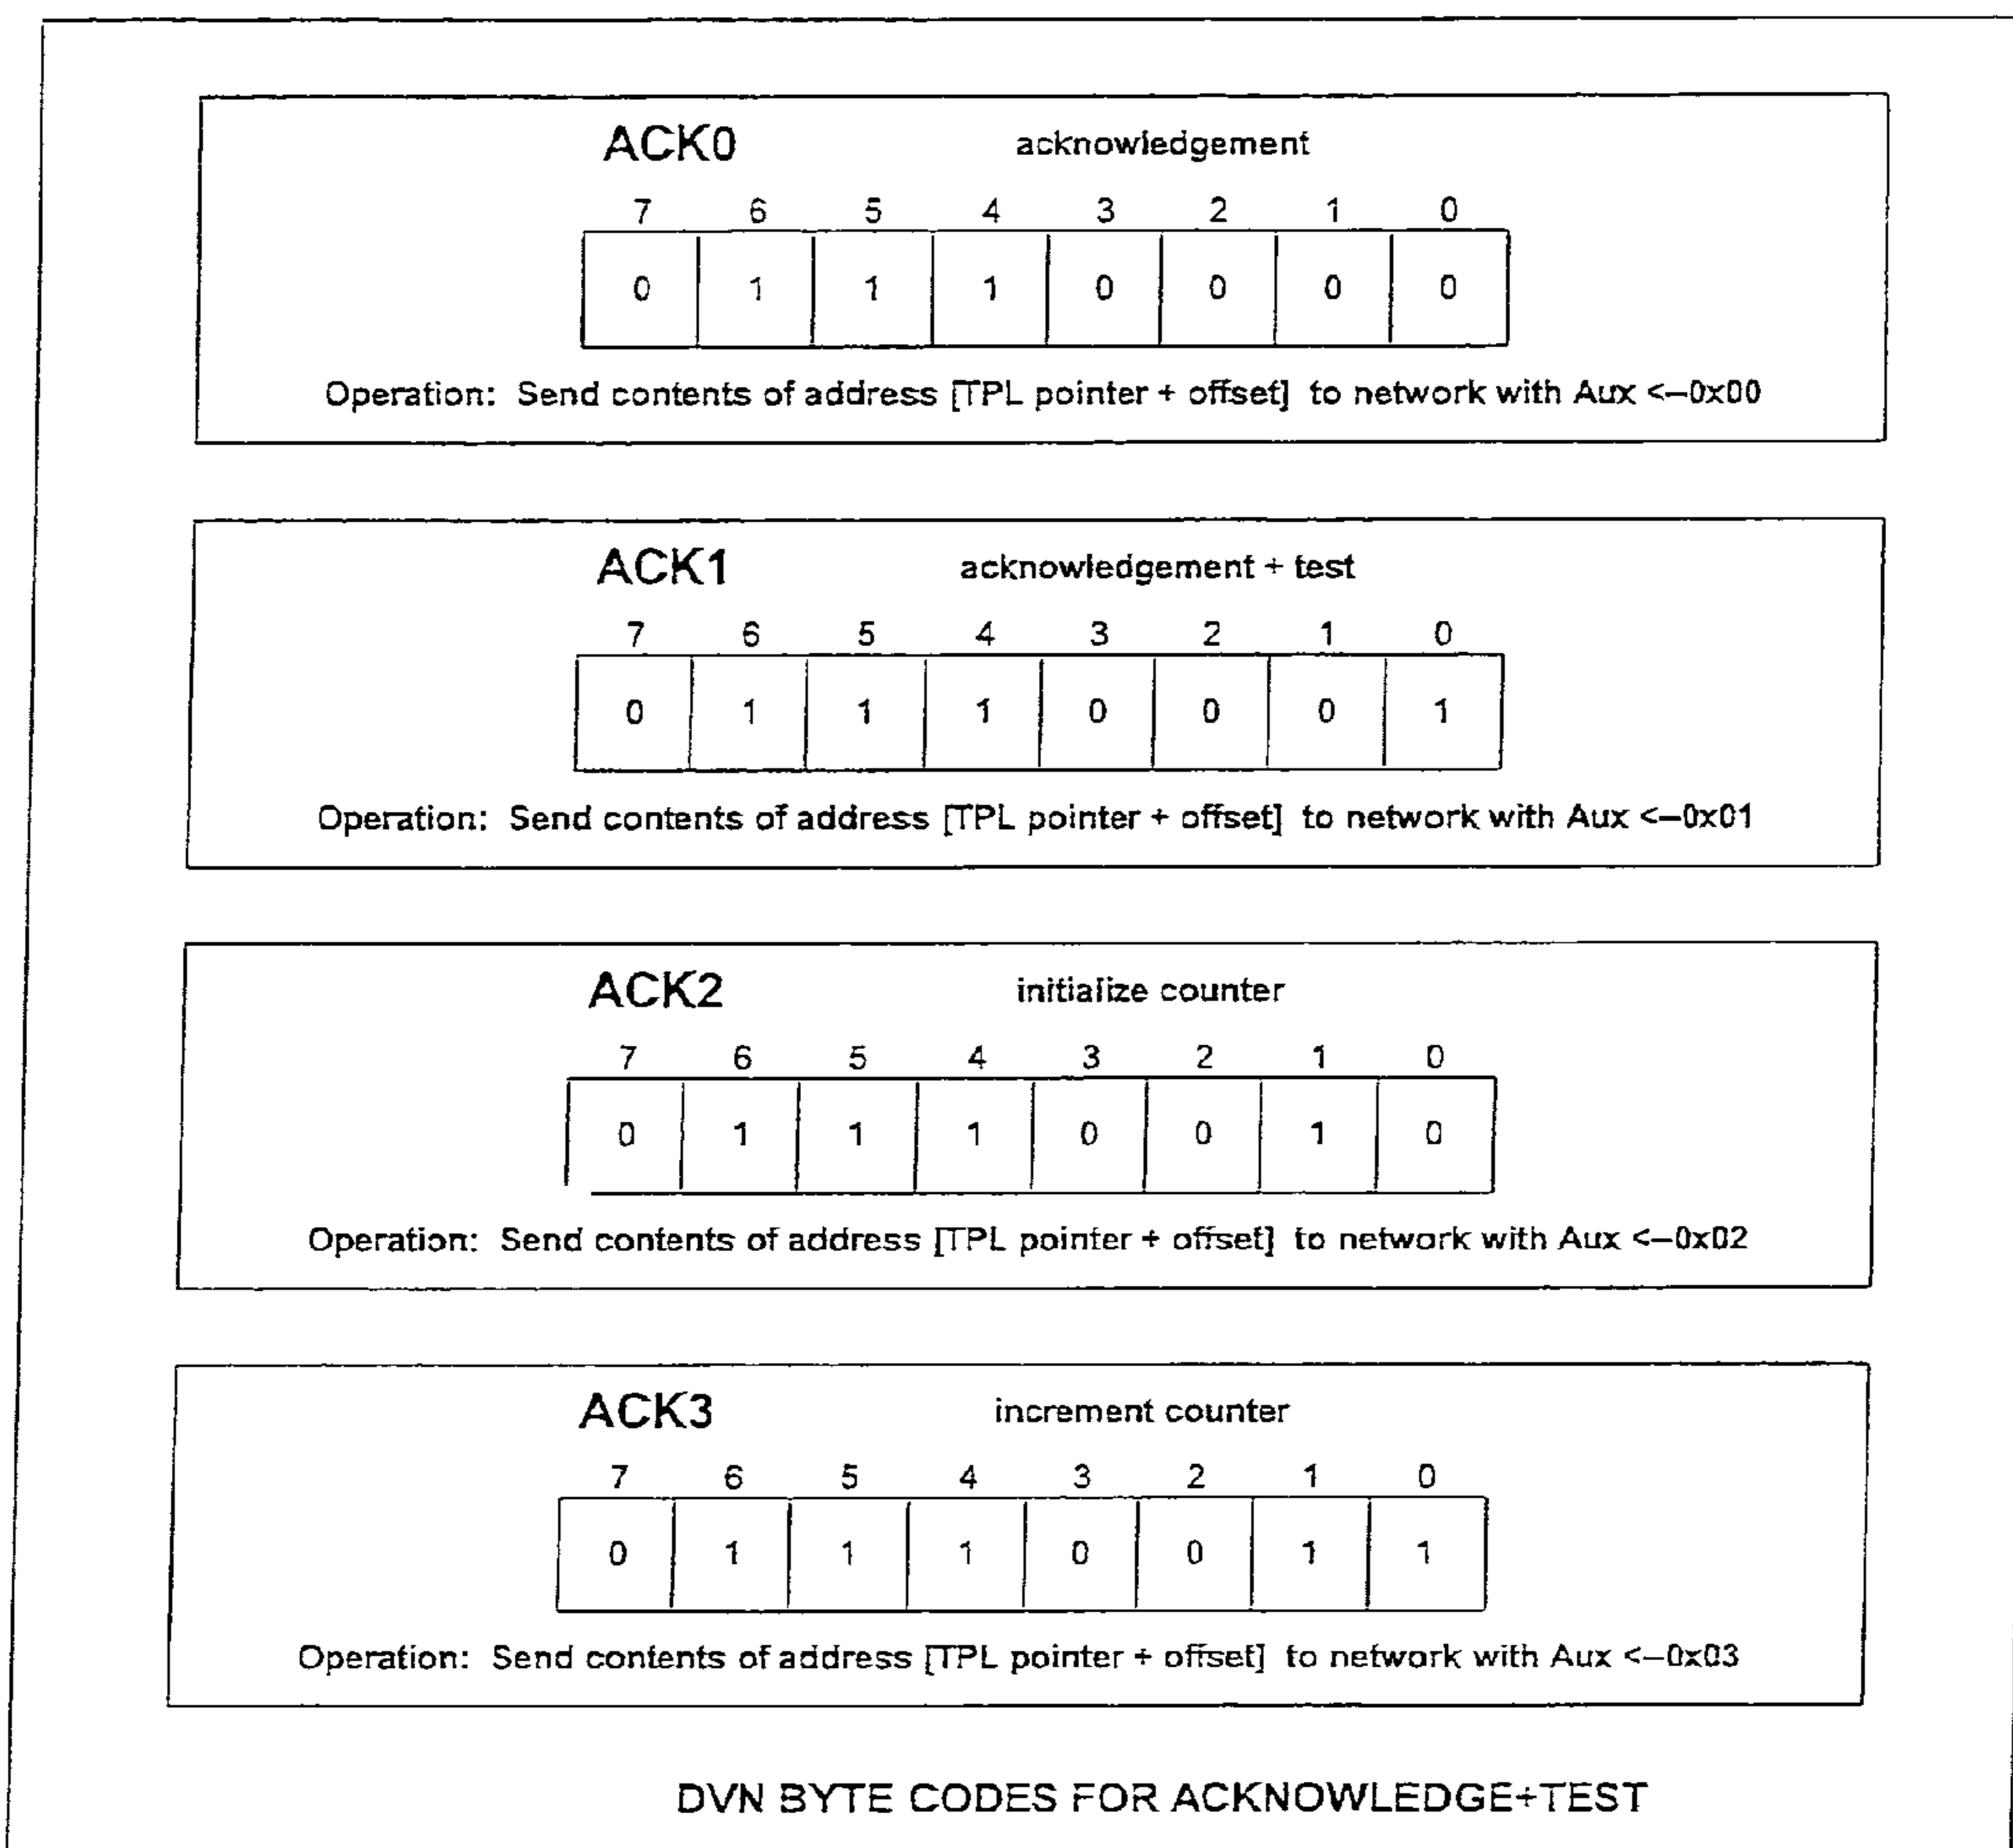 ACK0 acknowledgement
7 6 5 4 3 2 1 0
0 1 1 1 0 0 0 0
Operation: Send contents of address [TPL pointer + offset] to network with Aux <–0x00
ACK1 acknowledgement + test
7 6 5 4 3 2 1 0
0 1 1 1 0 0 0 1
Operation: Send contents of address [TPL pointer + offset] to network with Aux <–0x01
ACK2 initialize counter
7 6 5 4 3 2 1 0
0 1 1 1 0 0 1 0
Operation: Send contents of address [TPL pointer + offset] to network with Aux <–0x02
ACK3 increment counter
7 6 5 4 3 2 1 0
0 1 1 1 0 0 1 1
Operation: Send contents of address [TPL pointer + offset] to network with Aux <–0x03
DVN BYTE CODES FOR ACKNOWLEDGE+TEST